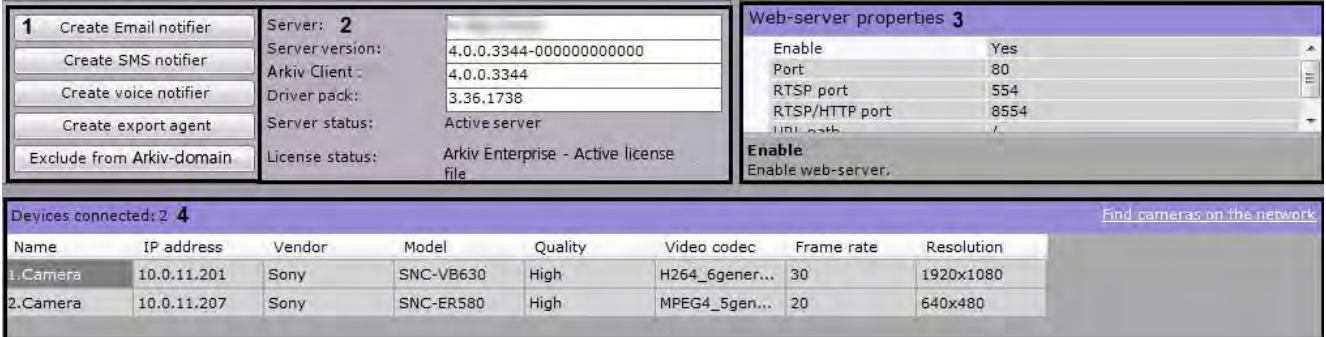 1 Create Email notifier
Create SMS notifier
Create voice notifier
Create export agent
Exclude from Arkiv-domain
Server: 2
Server version: 4.0.0.3344-000000000000
Arkiv Client : 4.0.0.3344
Driver pack: 3.36.1738
Server status: Active server
License status: Arkiv Enterprise - Active license
file
Web-server properties 3
Enable Yes
Port 80
RTSP port 554
RTSP/HTTP port 8554
URL path /
Enable
Enable web-server.
Devices connected: 2 4 Find cameras on the network
Name IP address Vendor Model Quality Video codec Frame rate Resolution
1.Camera 10.0.11.201 Sony SNC-VB630 High H264_6gener... 30 1920x1080
2.Camera 10.0.11.207 Sony SNC-ER580 High MPEG4_5gen... 20 640x480